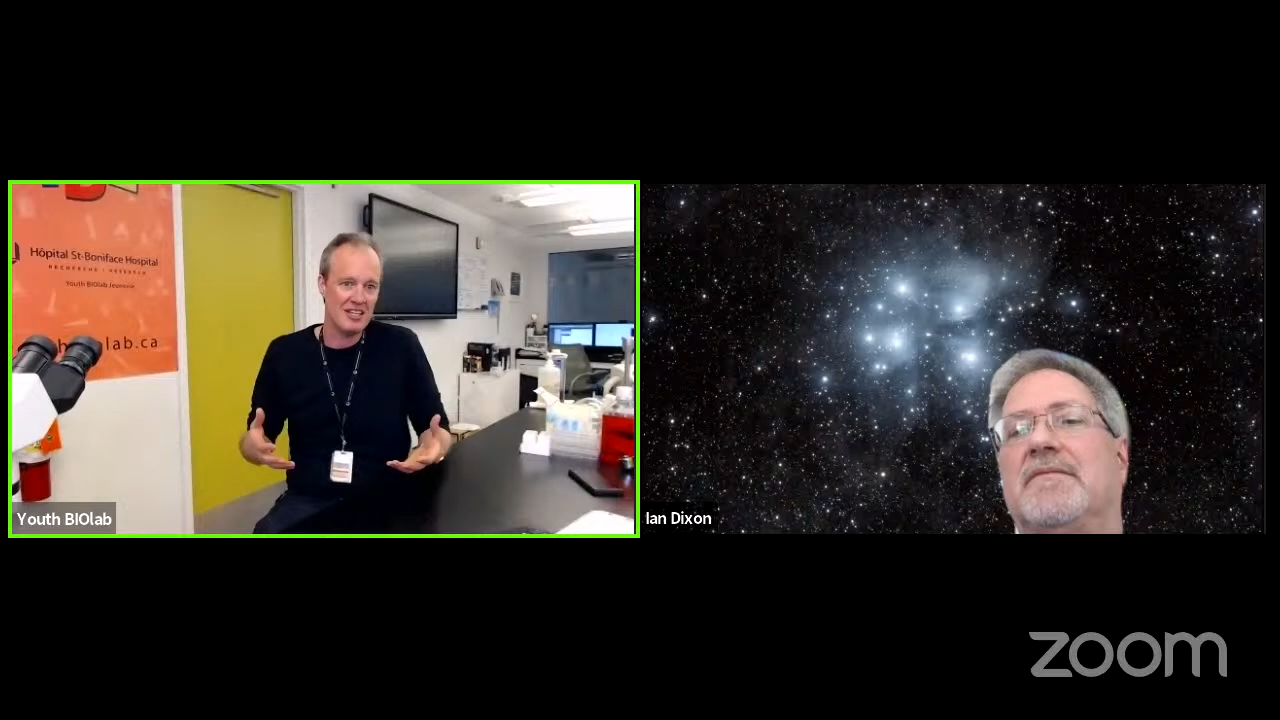 Hôpital St-Boniface Hospital
RECHERCHE • RESEARCH
Youth BIOlab Jeunesse
lab.ca
Youth BIOlab
Ian Dixon
zoom